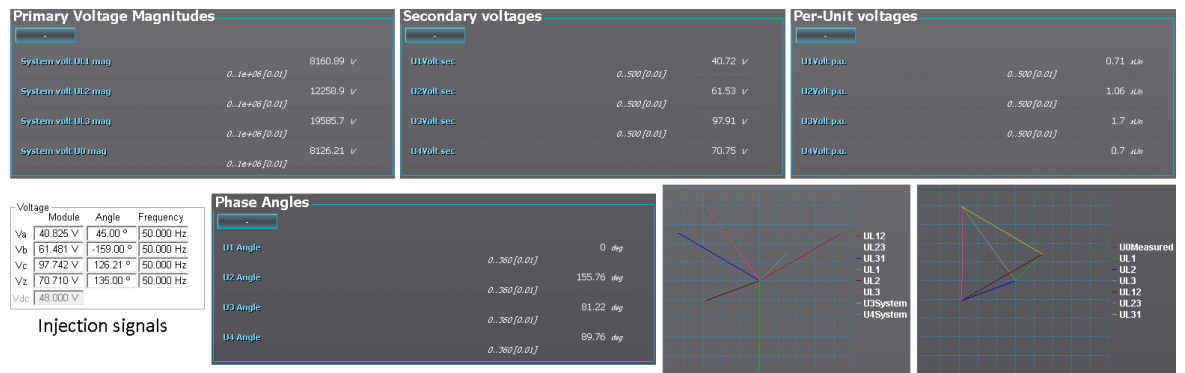 Primary Voltage Magnitudes
-
System volt UL1 mag 8160.89 V
0..1e+06 [0.01]
System volt UL2 mag 12258.9 V
0..1e+06 [0.01]
System volt UL3 mag 19585.7 V
0..1e+06 [0.01]
System volt U0 mag 8126.21 V
0..1e+06 [0.01]
Secondary voltages
-
U1Volt sec 40.72 V
0..500 [0.01]
U2Volt sec 61.53 V
0..500 [0.01]
U3Volt sec 97.91 V
0..500 [0.01]
U4Volt sec 70.75 V
Per-Unit voltages
-
U1Volt p.u. 0.71 xUn
0..500 [0.01]
U2Volt p.u. 1.06 xUn
0..500 [0.01]
U3Volt p.u. 1.7 xUn
0..500 [0.01]
U4Volt p.u. 0.7 xUn
Voltage
Module Angle Frequency
Va 40.825 V 45.00 ° 50.000 Hz
Vb 61.481 V -159.00 ° 50.000 Hz
Vc 97.742 V 126.21 ° 50.000 Hz
Vz 70.710 V 135.00 ° 50.000 Hz
Vdc 48.000 V
Injection signals
Phase Angles
-
U1 Angle 0 deg
0..360 [0.01]
U2 Angle 155.76 deg
0..360 [0.01]
U3 Angle 81.22 deg
0..360 [0.01]
U4 Angle 89.76 deg
0..360 [0.01]
UL12
UL23
UL31
UL1
UL2
UL3
U3System
U4System
U0Measured
UL1
UL2
UL3
UL12
UL23
UL31